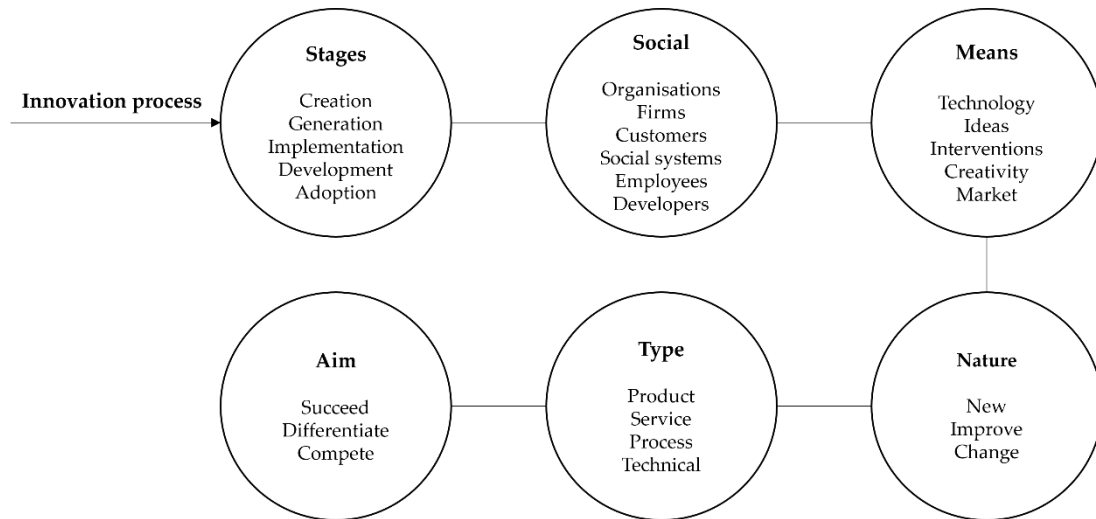 Innovation process
Stages
Creation
Generation
Implementation
Development
Adoption
Social
Organisations
Firms
Customers
Social systems
Employees
Developers
Means
Technology
Ideas
Interventions
Creativity
Market
Nature
New
Improve
Change
Type
Product
Service
Process
Technical
Aim
Succeed
Differentiate
Compete